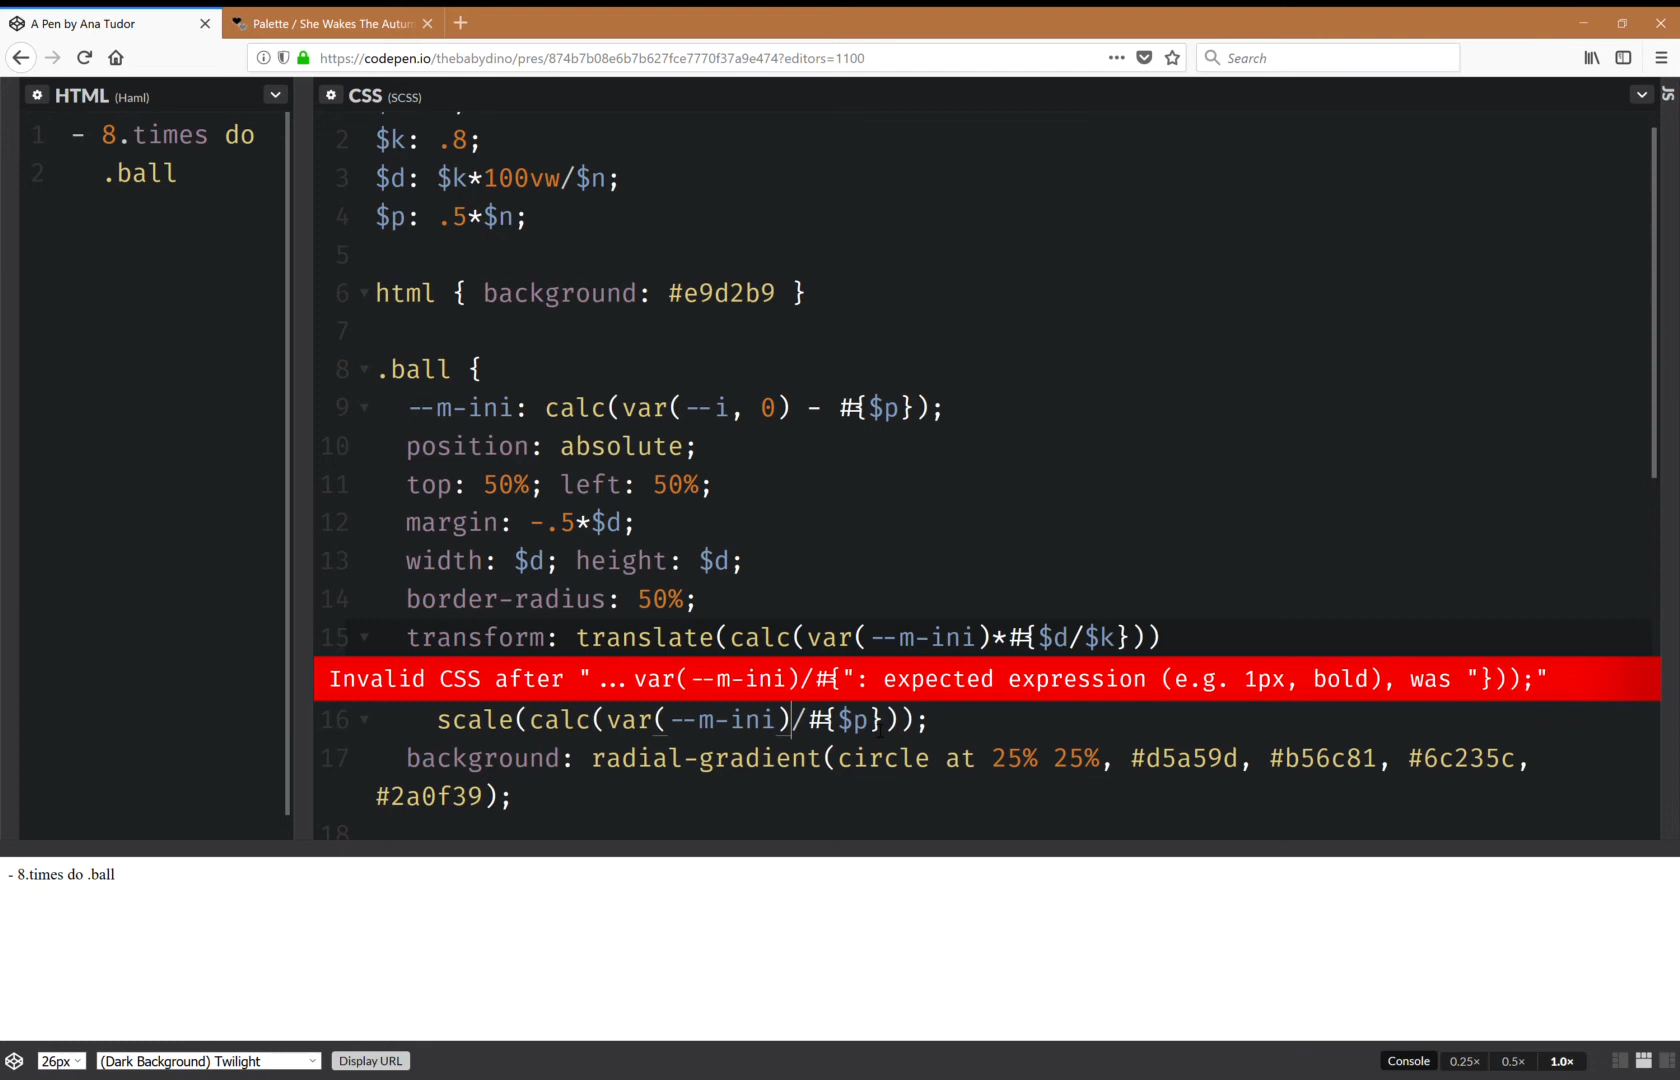 A Pen by Ana Tudor
Palette / She Wakes The Autum
https://codepen.io/thebabydino/pres/874b7b08e6b7b627fce7770f37a9e474?editors=1100
Search
HTML (Haml)
1 - 8.times do
2 .ball
CSS (SCSS)
JS
2 $k: .8;
3 $d: $k*100vw/$n;
4 $p: .5*$n;
5
6 html { background: #e9d2b9 }
7
8 .ball {
9 --m-ini: calc(var(--i, 0) - #{$p});
10 position: absolute;
11 top: 50%; left: 50%;
12 margin: -.5*$d;
13 width: $d; height: $d;
14 border-radius: 50%;
15 transform: translate(calc(var(--m-ini)*#{$d/$k}))
Invalid CSS after "...var(--m-ini)/#{": expected expression (e.g. 1px, bold), was "}));"
16 scale(calc(var(--m-ini)/#{$p}));
17 background: radial-gradient(circle at 25% 25%, #d5a59d, #b56c81, #6c235c,
#2a0f39);
18
- 8.times do .ball
26px
(Dark Background) Twilight
Display URL
Console
0.25×
0.5×
1.0×